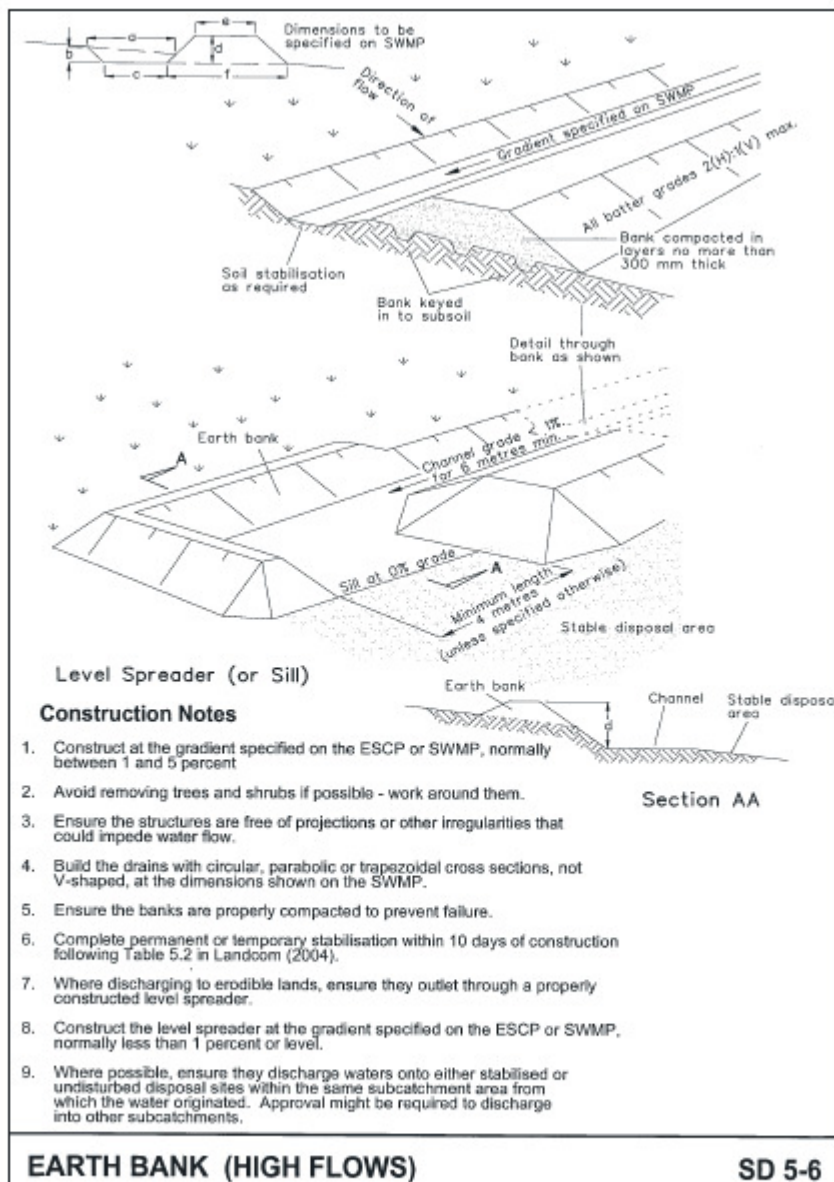 e
a
b
d
c
f
Dimensions to be
specified on SWMP
Direction of
flow
Gradient specified on SWMP
All batter grades 2(H):1(V) max.
Soil stabilisation
as required
Bank keyed
in to subsoil
Bank compacted in
layers no more than
300 mm thick
Detail through
bank as shown
Earth bank
A
Channel grade < 1%
for 6 metres min.
Sill at 0% grade
A
Minimum length
4 metres
(unless specified otherwise)
Stable disposal area
Level Spreader (or Sill)
Earth bank
Channel
Stable disposal
area
d
Section AA
Construction Notes
1. Construct at the gradient specified on the ESCP or SWMP, normally
between 1 and 5 percent
2. Avoid removing trees and shrubs if possible - work around them.
3. Ensure the structures are free of projections or other irregularities that
could impede water flow.
4. Build the drains with circular, parabolic or trapezoidal cross sections, not
V-shaped, at the dimensions shown on the SWMP.
5. Ensure the banks are properly compacted to prevent failure.
6. Complete permanent or temporary stabilisation within 10 days of construction
following Table 5.2 in Landcom (2004).
7. Where discharging to erodible lands, ensure they outlet through a properly
constructed level spreader.
8. Construct the level spreader at the gradient specified on the ESCP or SWMP,
normally less than 1 percent or level.
9. Where possible, ensure they discharge waters onto either stabilised or
undisturbed disposal sites within the same subcatchment area from
which the water originated. Approval might be required to discharge
into other subcatchments.
EARTH BANK (HIGH FLOWS)
SD 5-6